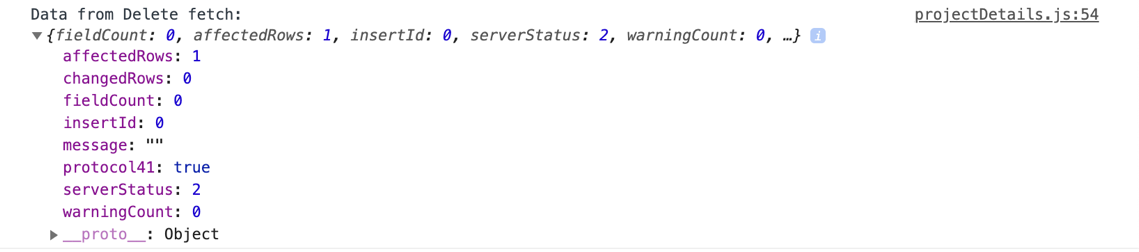 Data from Delete fetch: projectDetails.js:54
▼{fieldCount: 0, affectedRows: 1, insertId: 0, serverStatus: 2, warningCount: 0, …} i
affectedRows: 1
changedRows: 0
fieldCount: 0
insertId: 0
message: ""
protocol41: true
serverStatus: 2
warningCount: 0
▶__proto__: Object